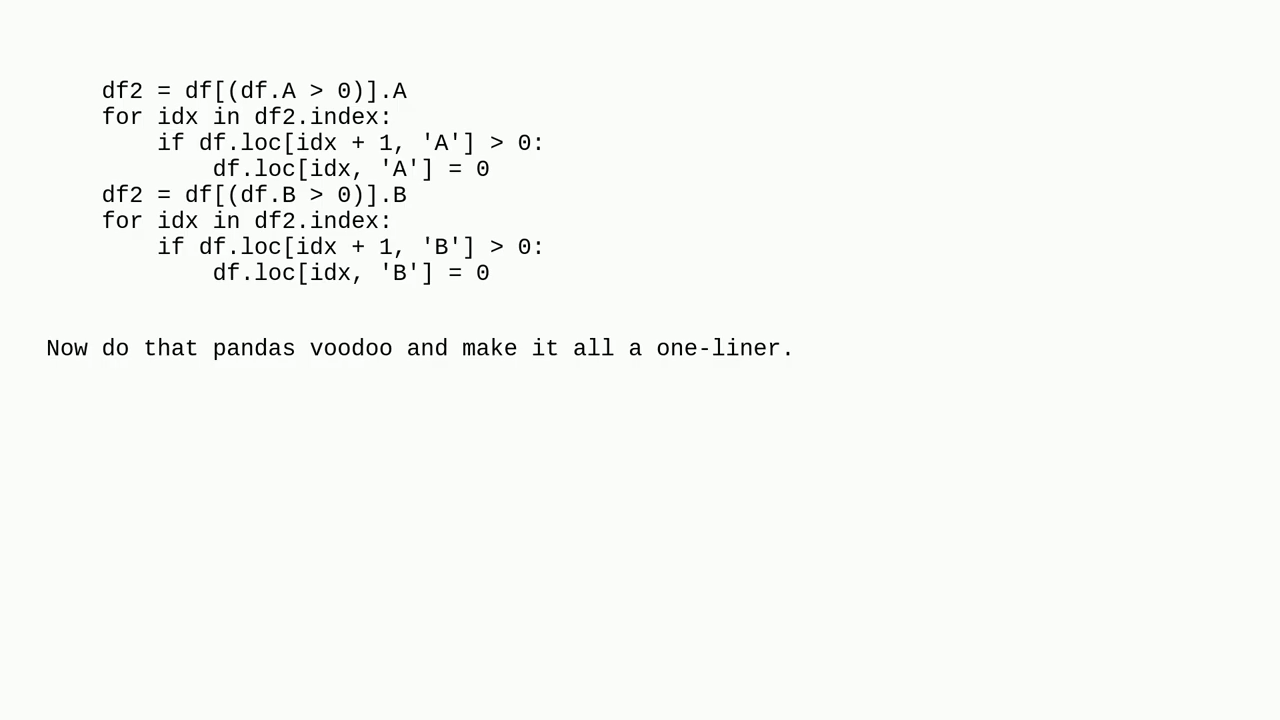 df2 = df[(df.A > 0)].A
for idx in df2.index:
    if df.loc[idx + 1, 'A'] > 0:
        df.loc[idx, 'A'] = 0
df2 = df[(df.B > 0)].B
for idx in df2.index:
    if df.loc[idx + 1, 'B'] > 0:
        df.loc[idx, 'B'] = 0
Now do that pandas voodoo and make it all a one-liner.